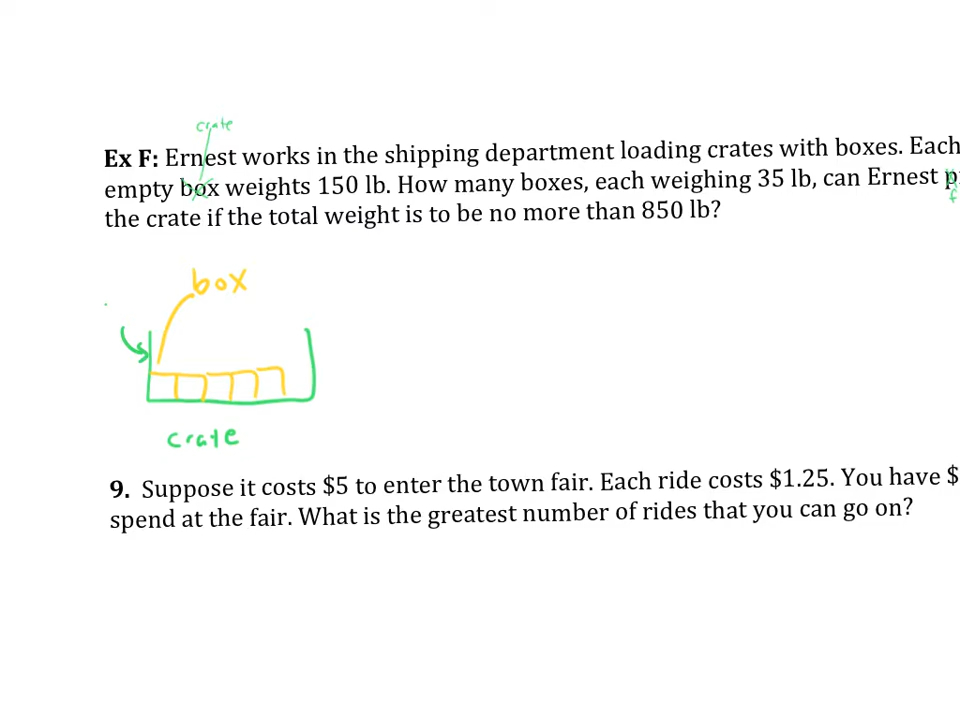 crate
Ex F: Ernest works in the shipping department loading crates with boxes. Each
empty box weights 150 lb. How many boxes, each weighing 35 lb, can Ernest
the crate if the total weight is to be no more than 850 lb?
box
crate
9. Suppose it costs $5 to enter the town fair. Each ride costs $1.25. You have $
spend at the fair. What is the greatest number of rides that you can go on?